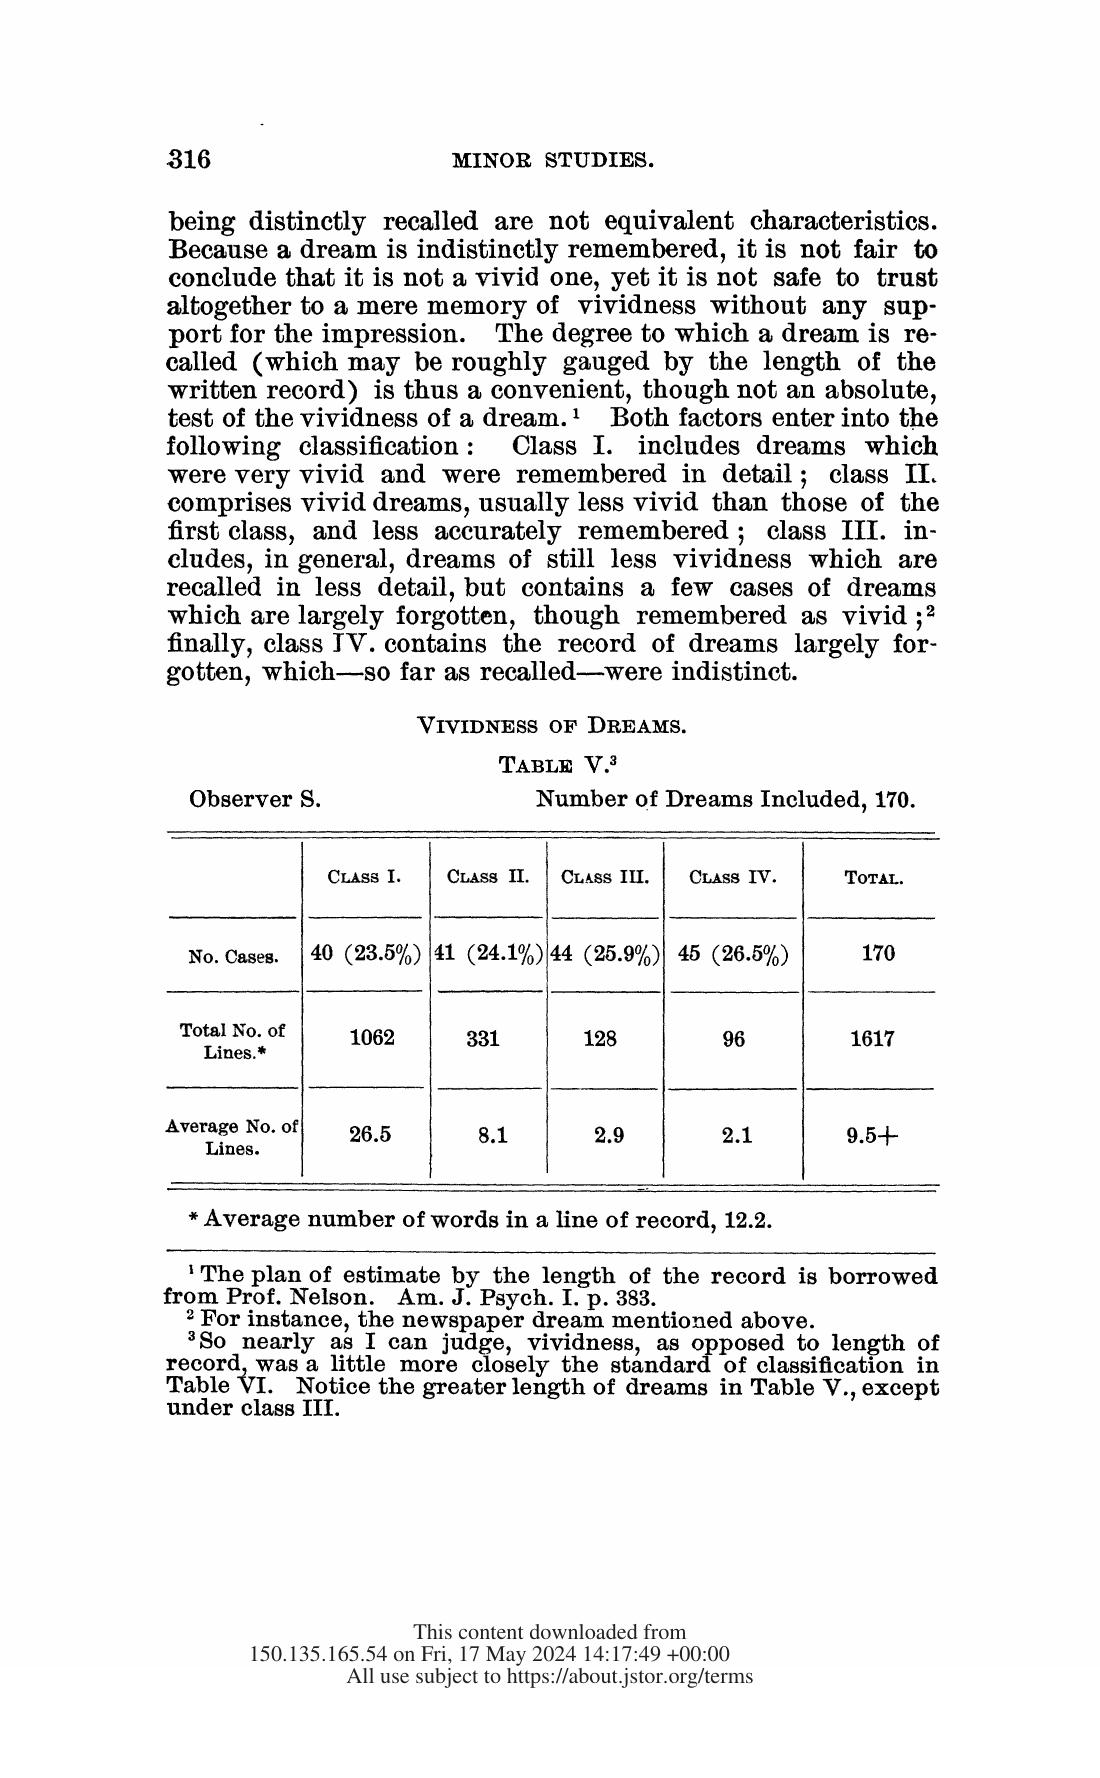 316 MINOR STUDIES.
being distinctly recalled are not equivalent characteristics.
Because a dream is indistinctly remembered, it is not fair to
conclude that it is not a vivid one, yet it is not safe to trust
altogether to a mere memory of vividness without any sup-
port for the impression. The degree to which a dream is re-
called (which may be roughly gauged by the length of the
written record) is thus a convenient, though not an absolute,
test of the vividness of a dream.¹ Both factors enter into the
following classification : Class I. includes dreams which
were very vivid and were remembered in detail ; class II.
comprises vivid dreams, usually less vivid than those of the
first class, and less accurately remembered ; class III. in-
cludes, in general, dreams of still less vividness which are
recalled in less detail, but contains a few cases of dreams
which are largely forgotten, though remembered as vivid ;²
finally, class IV. contains the record of dreams largely for-
gotten, which—so far as recalled—were indistinct.
VIVIDNESS OF DREAMS.
TABLE V.³
Observer S. Number of Dreams Included, 170.
CLASS I. CLASS II. CLASS III. CLASS IV. TOTAL.
No. Cases. 40 (23.5%) 41 (24.1%) 44 (25.9%) 45 (26.5%) 170
Total No. of
Lines.* 1062 331 128 96 1617
Average No. of
Lines. 26.5 8.1 2.9 2.1 9.5+
* Average number of words in a line of record, 12.2.
¹ The plan of estimate by the length of the record is borrowed
from Prof. Nelson. Am. J. Psych. I. p. 383.
² For instance, the newspaper dream mentioned above.
³ So nearly as I can judge, vividness, as opposed to length of
record, was a little more closely the standard of classification in
Table VI. Notice the greater length of dreams in Table V., except
under class III.
This content downloaded from
150.135.165.54 on Fri, 17 May 2024 14:17:49 +00:00
All use subject to https://about.jstor.org/terms